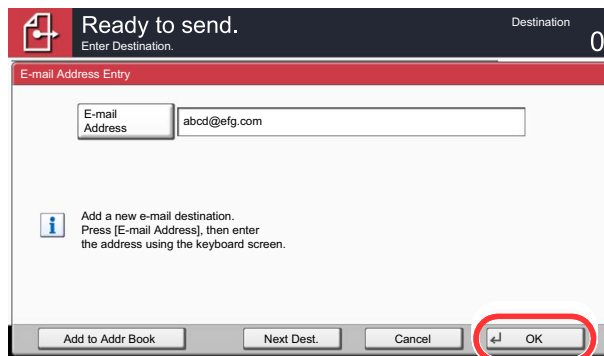 Ready to send.
Destination
Enter Destination.
0
E-mail Address Entry
E-mail
Address
abcd@efg.com
Add a new e-mail destination.
Press [E-mail Address], then enter
the address using the keyboard screen.
Add to Addr Book
Next Dest.
Cancel
OK